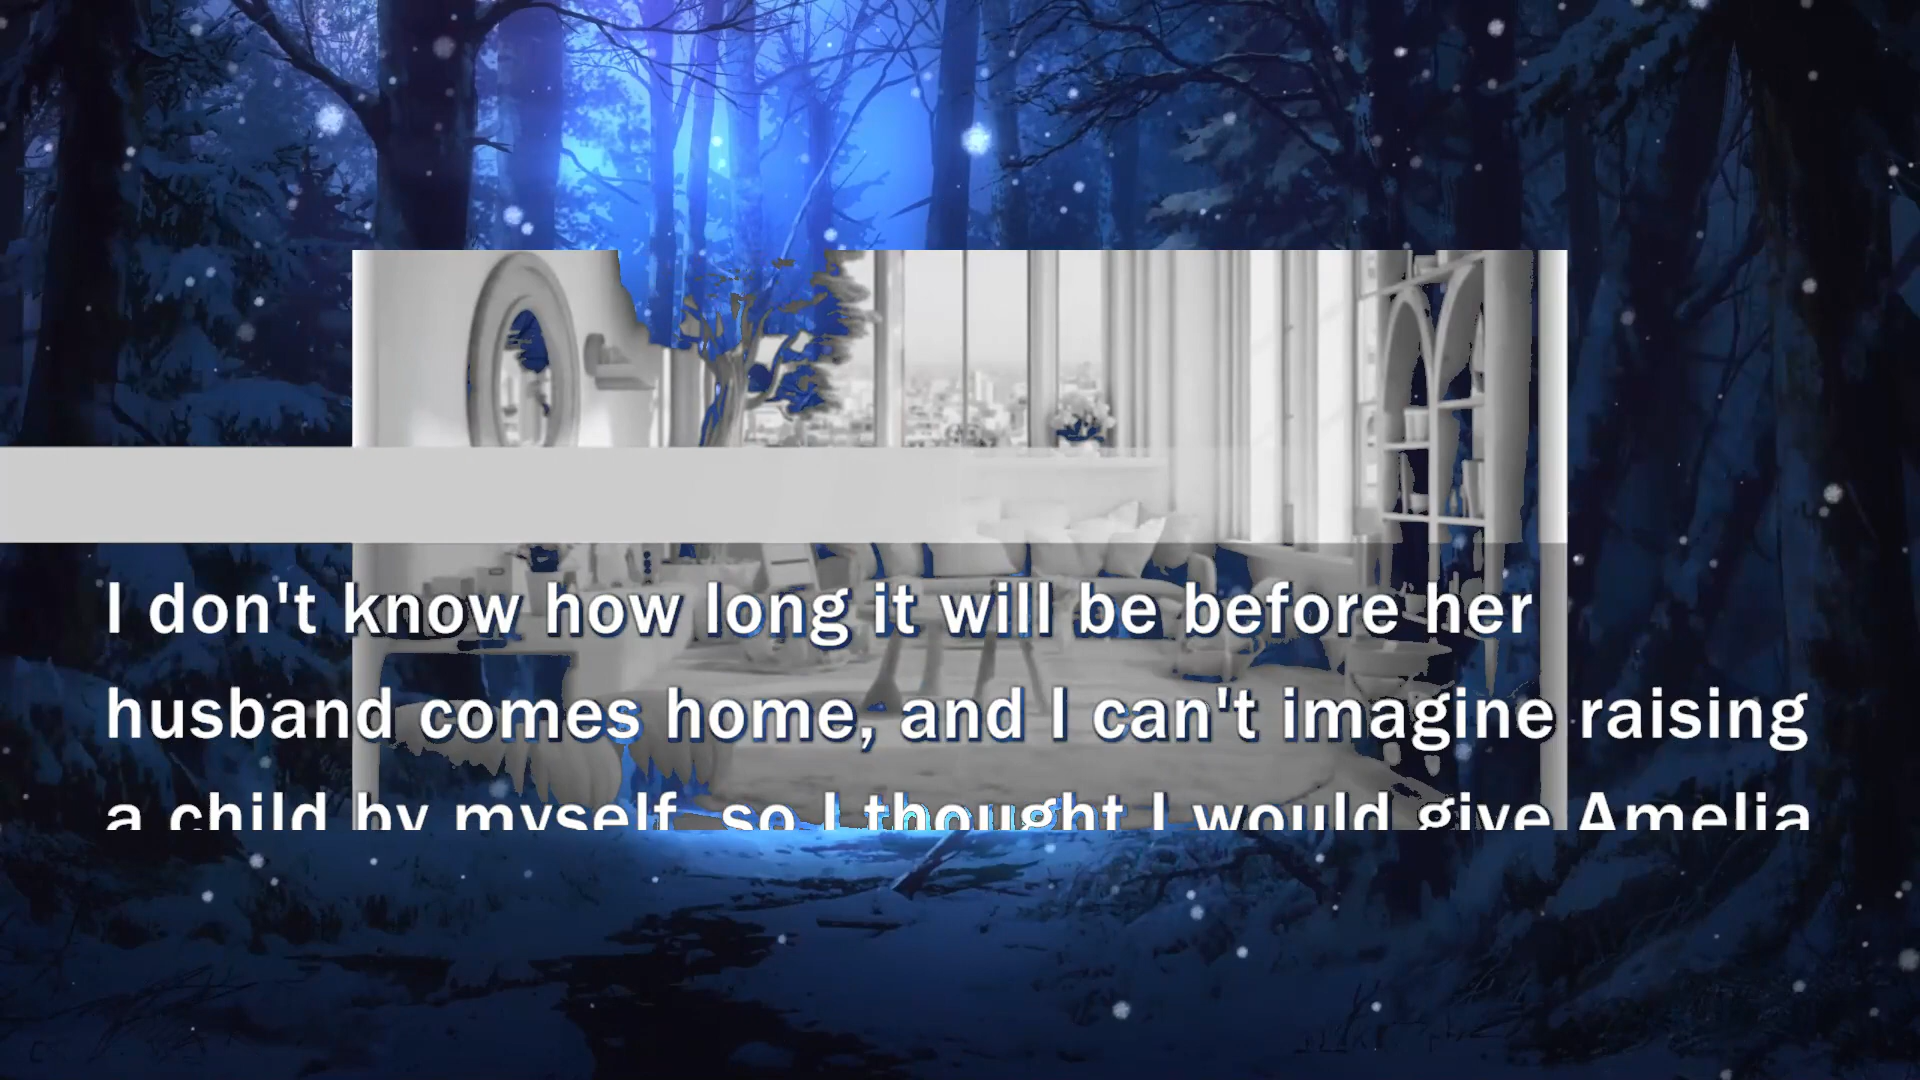 I don't know how long it will be before her
husband comes home, and I can't imagine raising
a child by myself, so I thought I would give Amelia